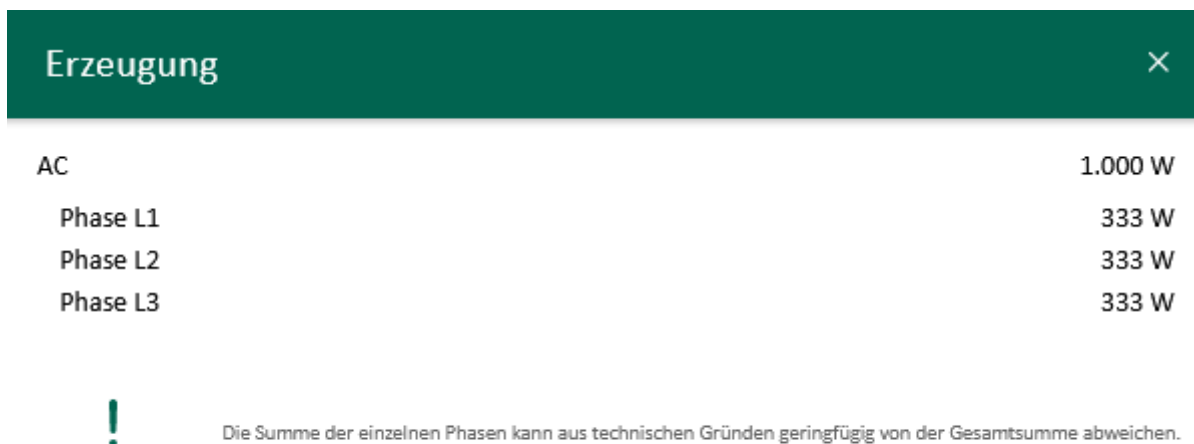 Erzeugung
AC 1.000 W
Phase L1 333 W
Phase L2 333 W
Phase L3 333 W
Die Summe der einzelnen Phasen kann aus technischen Gründen geringfügig von der Gesamtsumme abweichen.